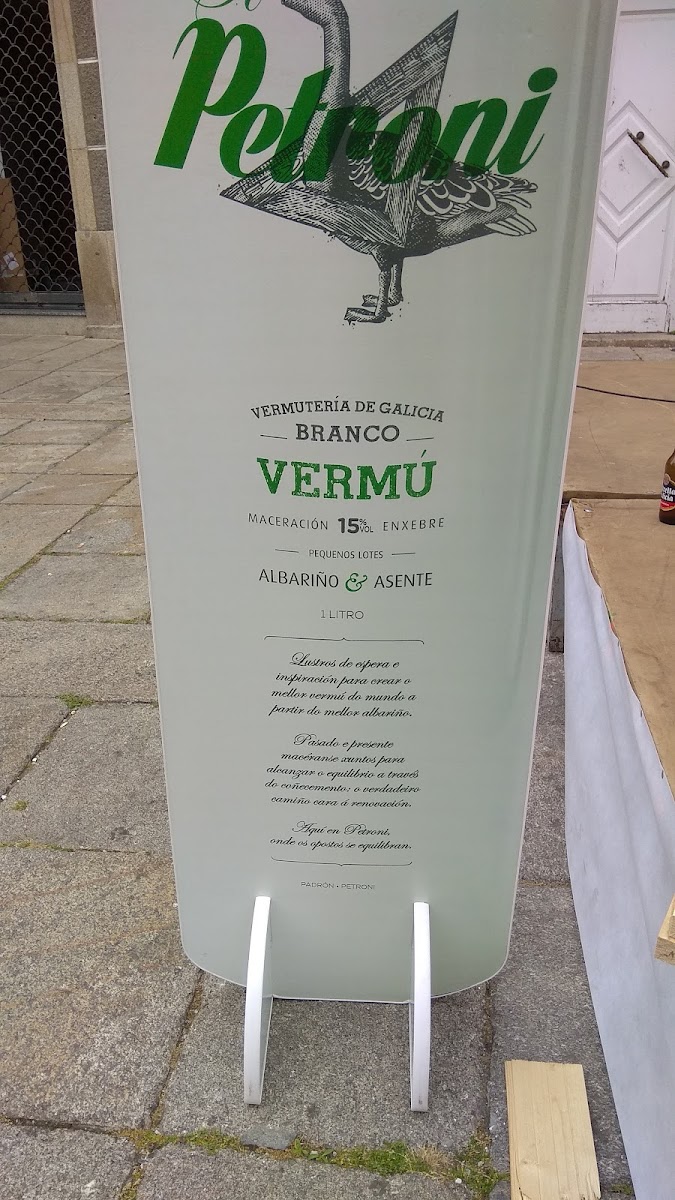 Petroni
VERMUTERÍA DE GALICIA
BRANCO
VERMÚ
MACERACIÓN 15% VOL ENXEBRE
PEQUENOS LOTES
ALBARIÑO & ASENTE
1 LITRO
Lustros de espera e
inspiración para crear o
mellor vermú do mundo a
partir do mellor albariño.
Pasado e presente
macéranse xuntos para
alcanzar o equilibrio a través
do coñecemento: o verdadeiro
camiño cara á renovación.
Aquí en Petroni,
onde os opostos se equilibran.
PADRÓN - PETRONI